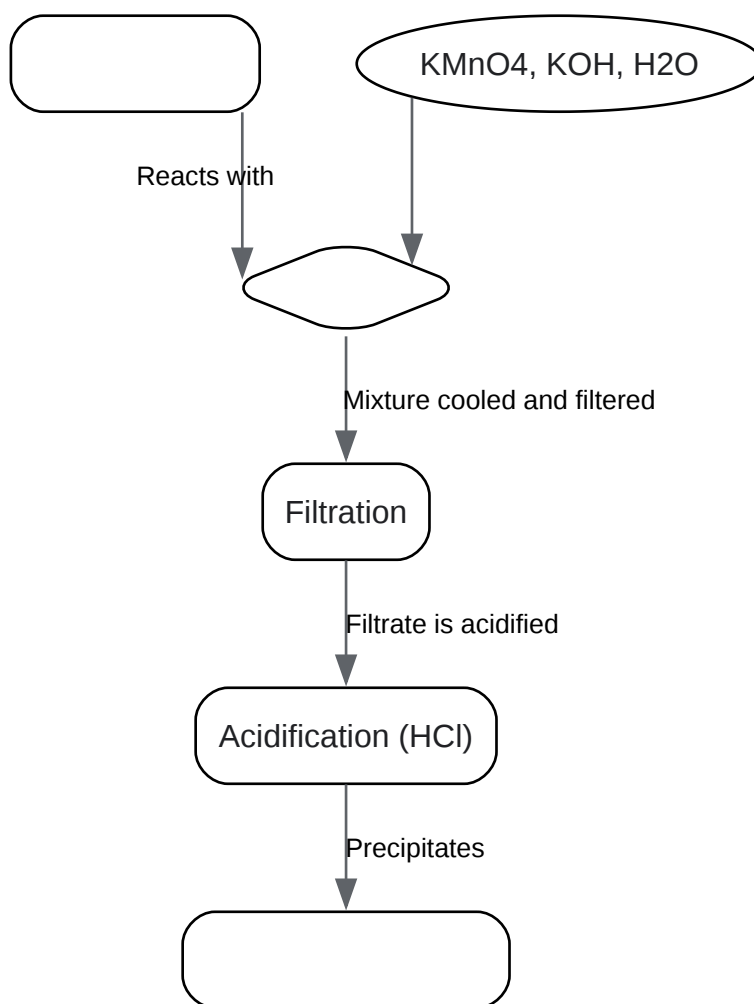 KMnO4, KOH, H2O
Reacts with
Mixture cooled and filtered
Filtration
Filtrate is acidified
Acidification (HCl)
Precipitates